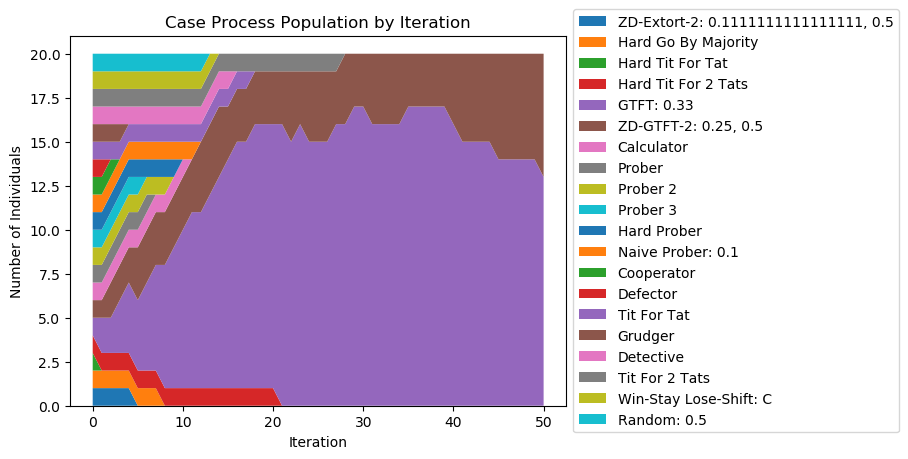 Case Process Population by Iteration
20.0
17.5
15.0
12.5
10.0
7.5
5.0
2.5
0.0
Number of Individuals
0
10
20
30
40
50
Iteration
ZD-Extort-2: 0.1111111111111111, 0.5
Hard Go By Majority
Hard Tit For Tat
Hard Tit For 2 Tats
GTFT: 0.33
ZD-GTFT-2: 0.25, 0.5
Calculator
Prober
Prober 2
Prober 3
Hard Prober
Naive Prober: 0.1
Cooperator
Defector
Tit For Tat
Grudger
Detective
Tit For 2 Tats
Win-Stay Lose-Shift: C
Random: 0.5